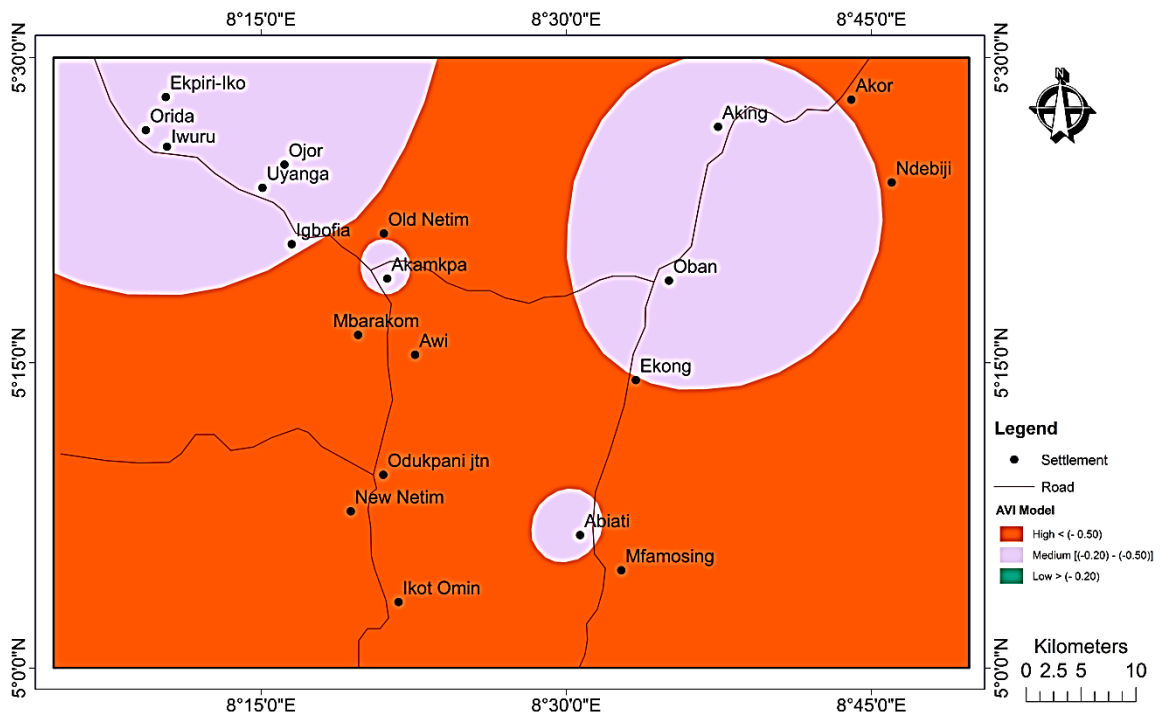 8°15'0"E 8°30'0"E 8°45'0"E
5°30'0"N 5°30'0"N
N
Ekpiri-Iko
Akor
Orida
Aking
Iwuru
Ojor
Uyanga
Ndebiji
Old Netim
Igbofia
Oban
Akamkpa
Mbarakom
Awi
5°15'0"N 5°15'0"N
Ekong
Legend
Settlement
Odukpani jtn
Road
New Netim
AVI Model
Abiati
High < (- 0.50)
Medium [(-0.20) - (-0.50)]
Mfamosing
Low > (- 0.20)
Ikot Omin
Kilometers
0 2.5 5 10
5°0'0"N 5°0'0"N
8°15'0"E 8°30'0"E 8°45'0"E